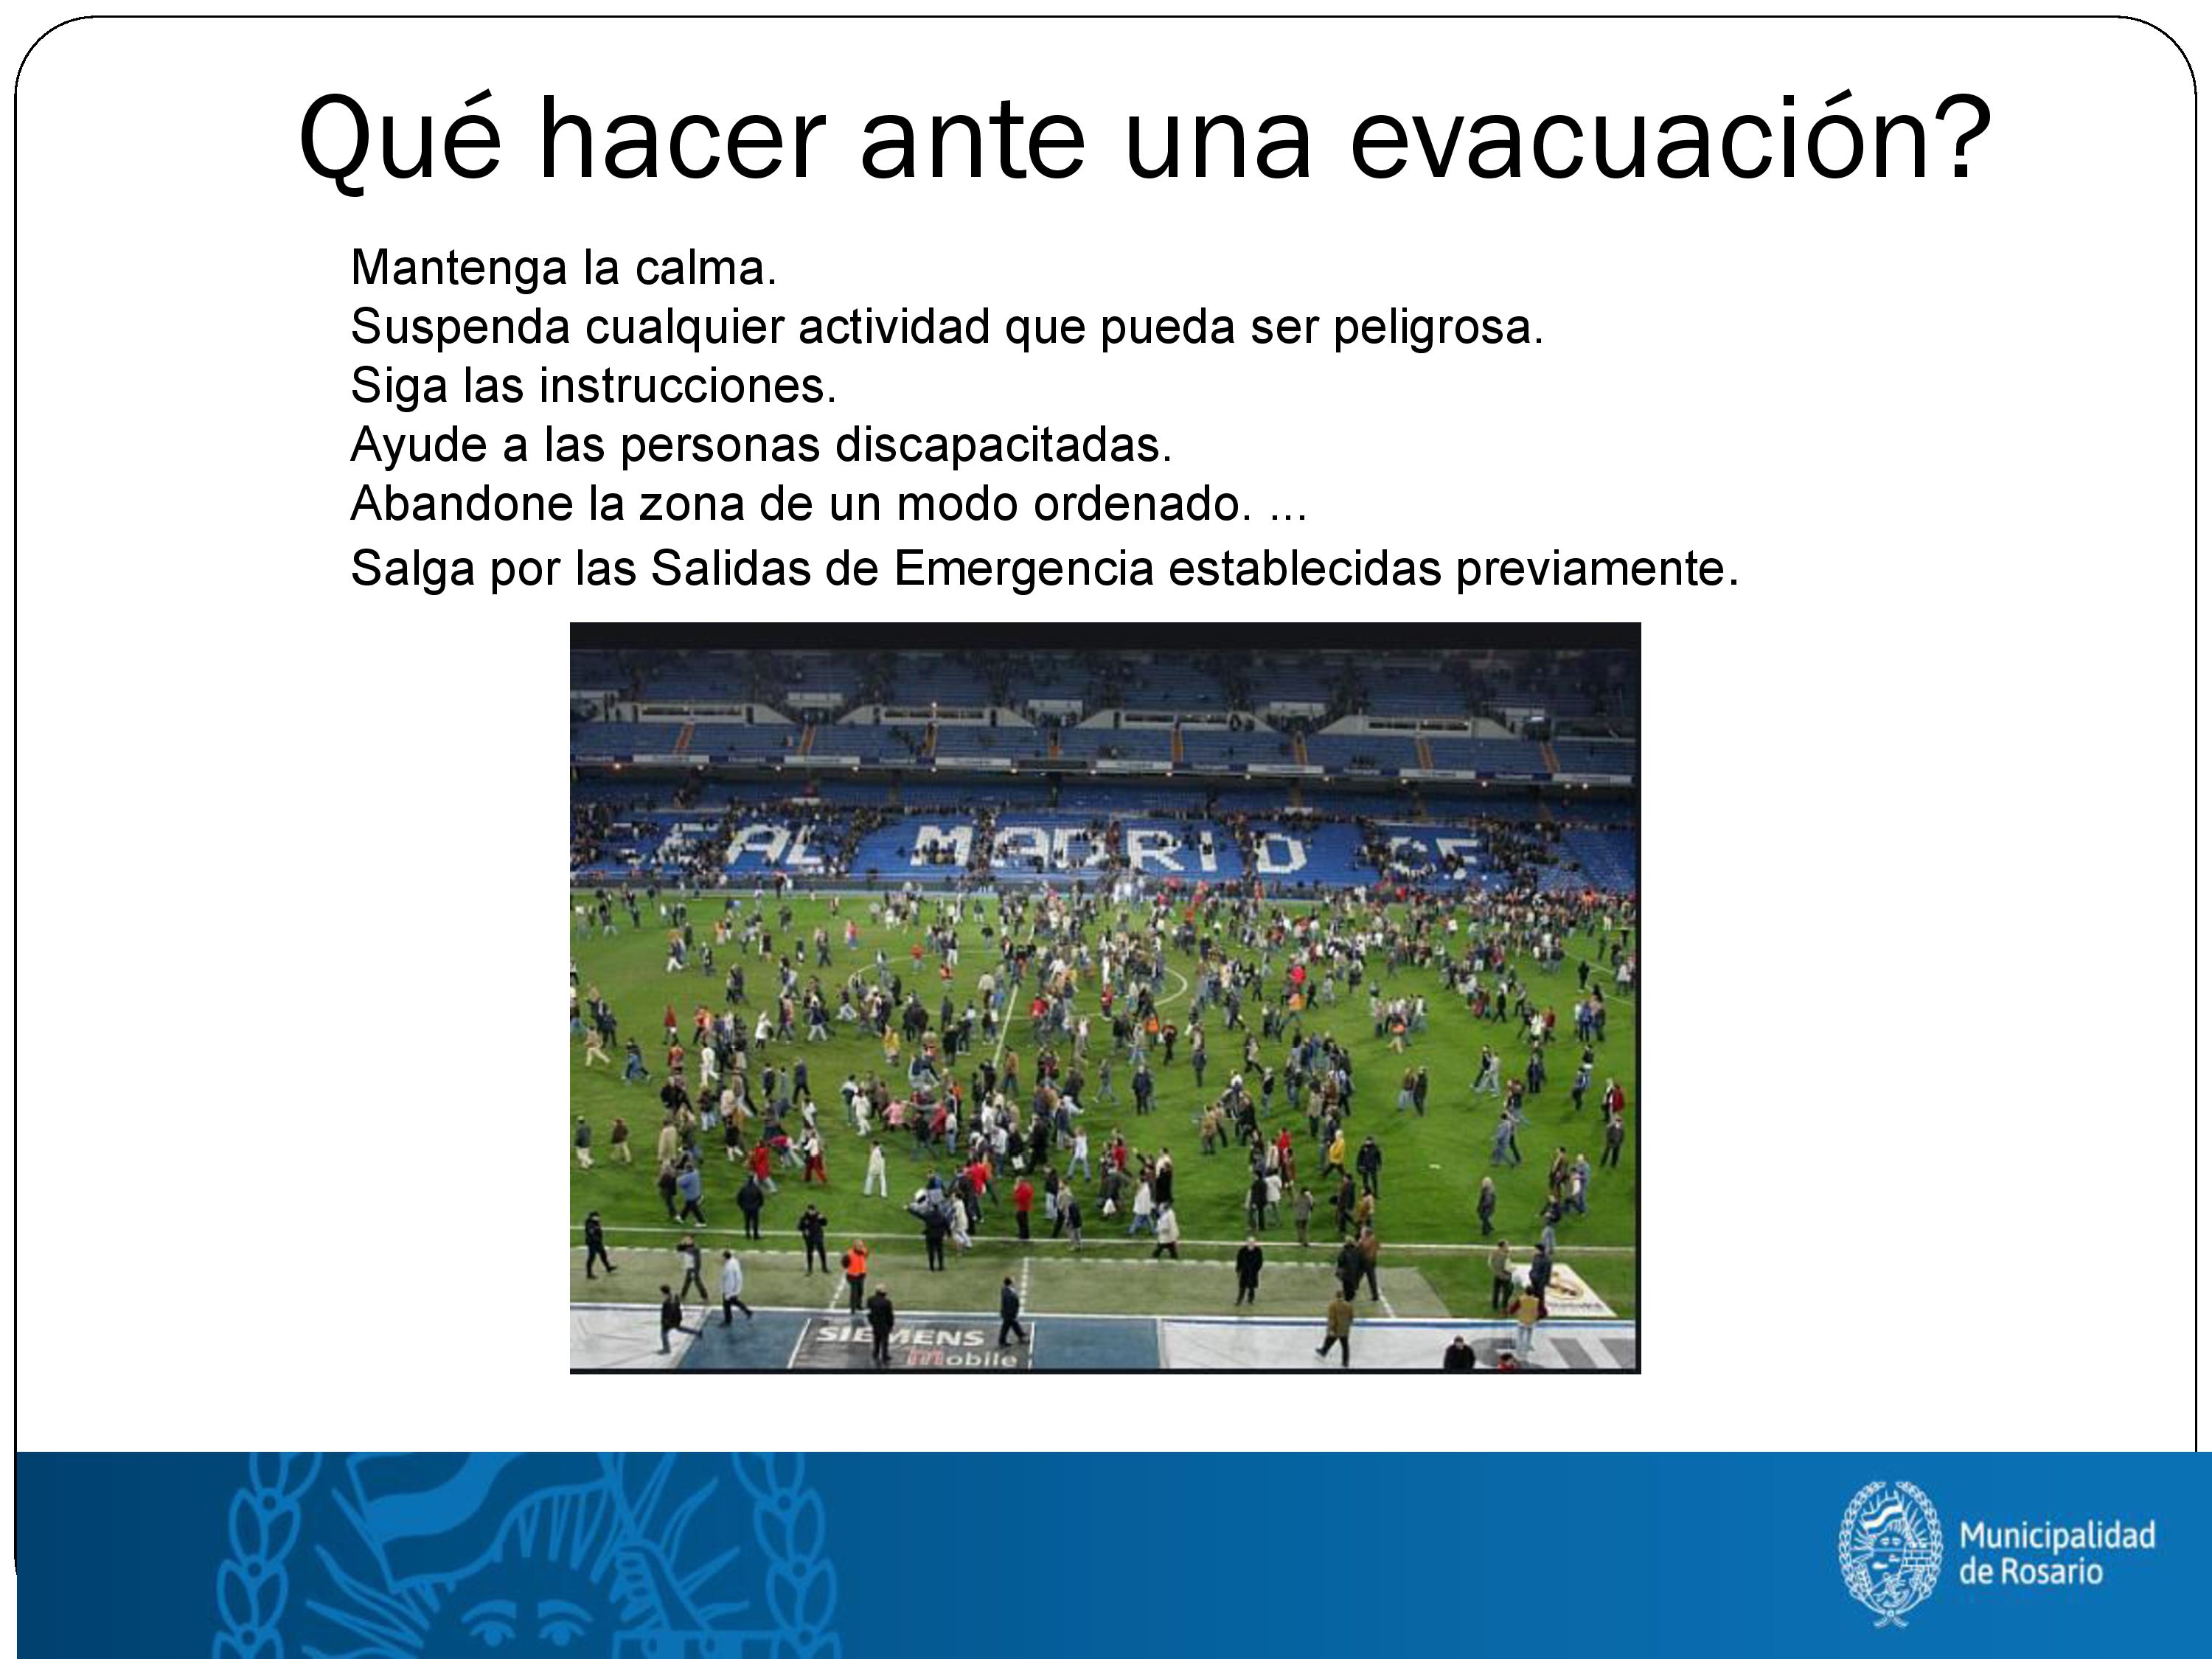 Qué hacer ante una evacuación?
Mantenga la calma.
Suspenda cualquier actividad que pueda ser peligrosa.
Siga las instrucciones.
Ayude a las personas discapacitadas.
Abandone la zona de un modo ordenado. ...
Salga por las Salidas de Emergencia establecidas previamente.
EAL MADRID CF
SIEMENS
mobile
Municipalidad
de Rosario